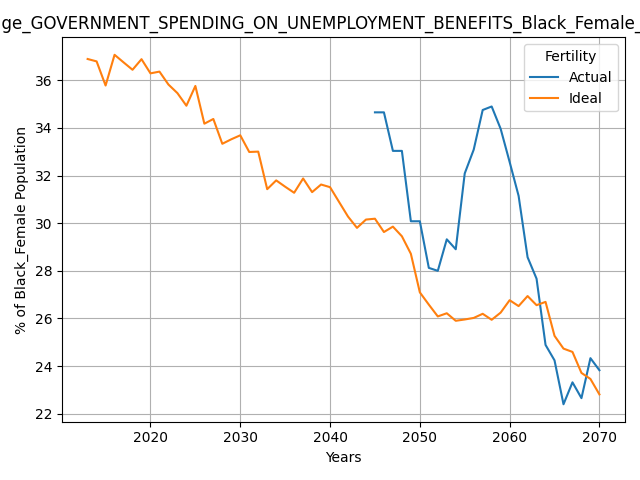 ge_GOVERNMENT_SPENDING_ON_UNEMPLOYMENT_BENEFITS_Black_Female_
Fertility
Actual
Ideal
36
34
32
30
28
26
24
22
% of Black_Female Population
2020 2030 2040 2050 2060 2070
Years